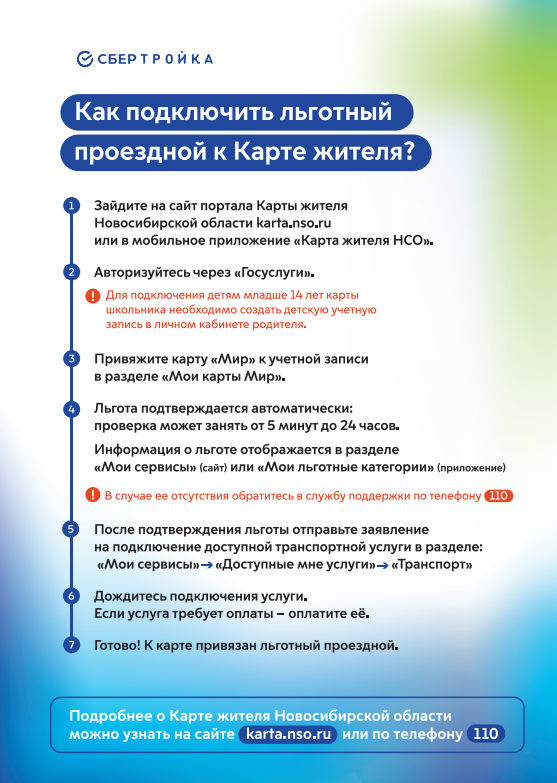 СБЕРТРОЙКА
Как подключить льготный
проездной к Карте жителя?
1
Зайдите на сайт портала Карты жителя
Новосибирской области karta.nso.ru
или в мобильное приложение «Карта жителя НСО».
2
Авторизуйтесь через «Госуслуги».
! Для подключения детям младше 14 лет карты
школьника необходимо создать детскую учетную
запись в личном кабинете родителя.
3
Привяжите карту «Мир» к учетной записи
в разделе «Мои карты Мир».
4
Льгота подтверждается автоматически:
проверка может занять от 5 минут до 24 часов.
Информация о льготе отображается в разделе
«Мои сервисы» (сайт) или «Мои льготные категории» (приложение)
! В случае ее отсутствия обратитесь в службу поддержки по телефону 110
5
После подтверждения льготы отправьте заявление
на подключение доступной транспортной услуги в разделе:
«Мои сервисы»→«Доступные мне услуги»→«Транспорт»
6
Дождитесь подключения услуги.
Если услуга требует оплаты – оплатите её.
7
Готово! К карте привязан льготный проездной.
Подробнее о Карте жителя Новосибирской области
можно узнать на сайте karta.nso.ru или по телефону 110